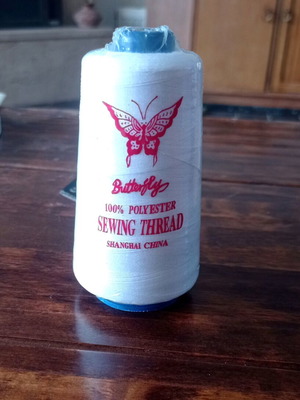 Butterfly
100% POLYESTER
SEWING THREAD
SHANGHAI CHINA